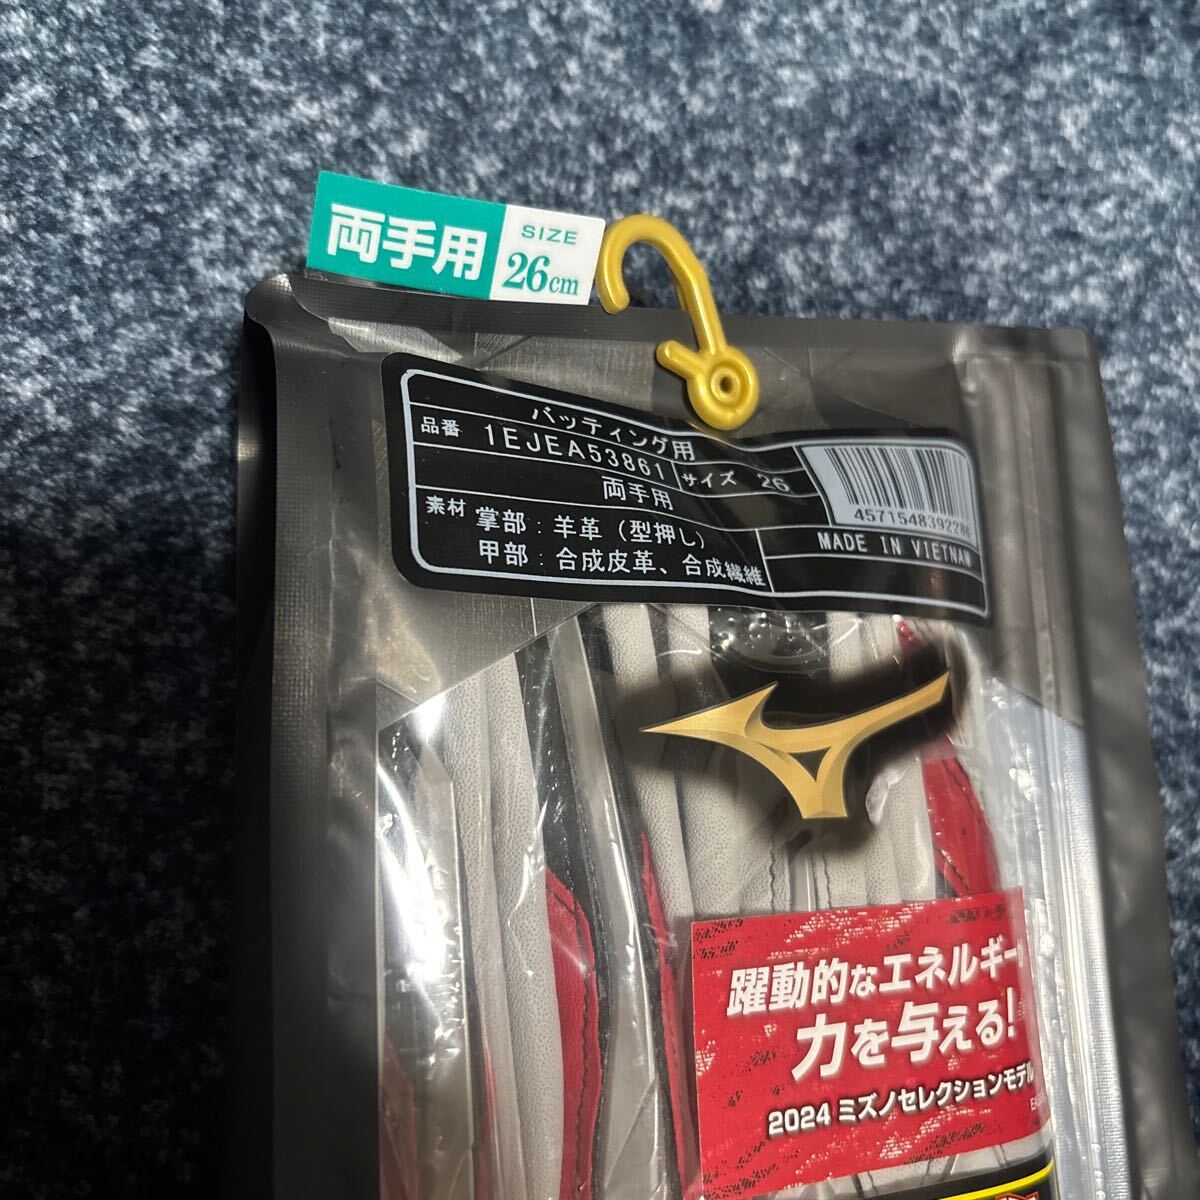 両手用
SIZE
26cm
バッティング用
品番 1EJEA53861 サイズ 26
両手用
素材 掌部：羊革（型押し）
甲部：合成皮革、合成繊維
MADE IN VIETNAM
躍動的なエネルギー
力を与える!
2024 ミズノセレクションモデル